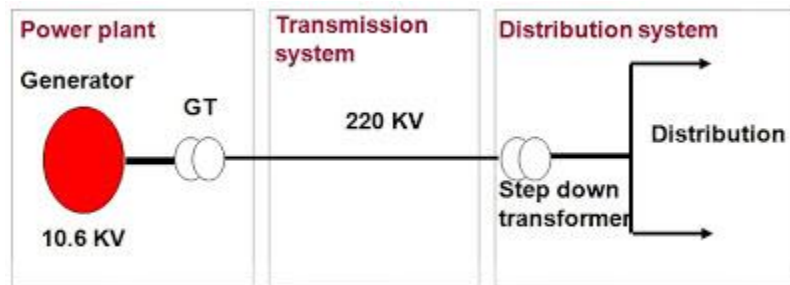 Power plant
Generator
GT
10.6 KV
Transmission
system
220 KV
Distribution system
Distribution
Step down
transformer